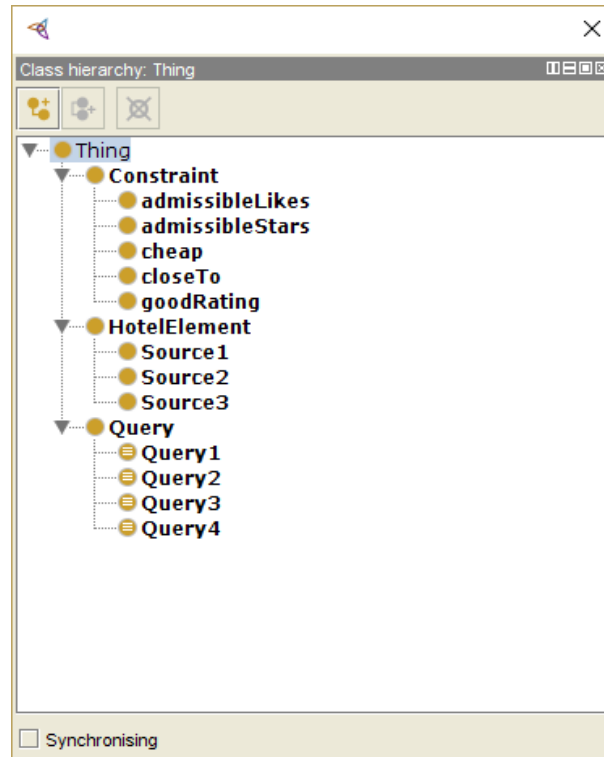 Class hierarchy: Thing
Thing
Constraint
admissibleLikes
admissibleStars
cheap
closeTo
goodRating
HotelElement
Source1
Source2
Source3
Query
Query1
Query2
Query3
Query4
Synchronising